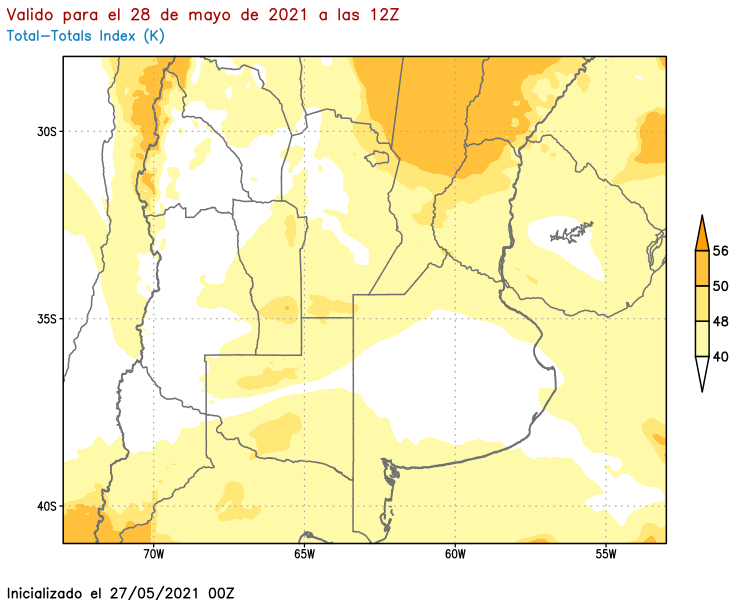 Valido para el 28 de mayo de 2021 a las 12Z
Total-Totals Index (K)
30S
35S
40S
70W
65W
60W
55W
56
50
48
40
Inicializado el 27/05/2021 00Z